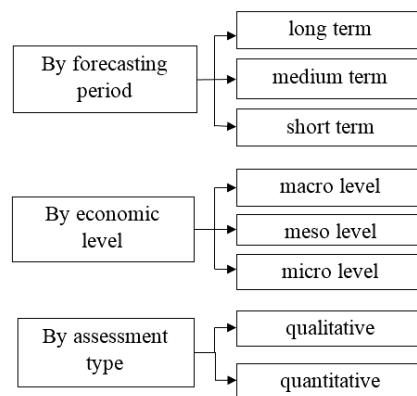 By forecasting
period
long term
medium term
short term
By economic
level
macro level
meso level
micro level
By assessment
type
qualitative
quantitative